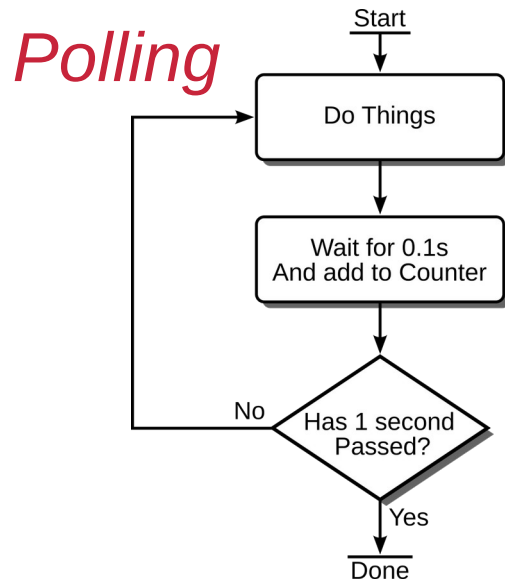 Polling
Start
Do Things
Wait for 0.1s
And add to Counter
Has 1 second
Passed?
No
Yes
Done